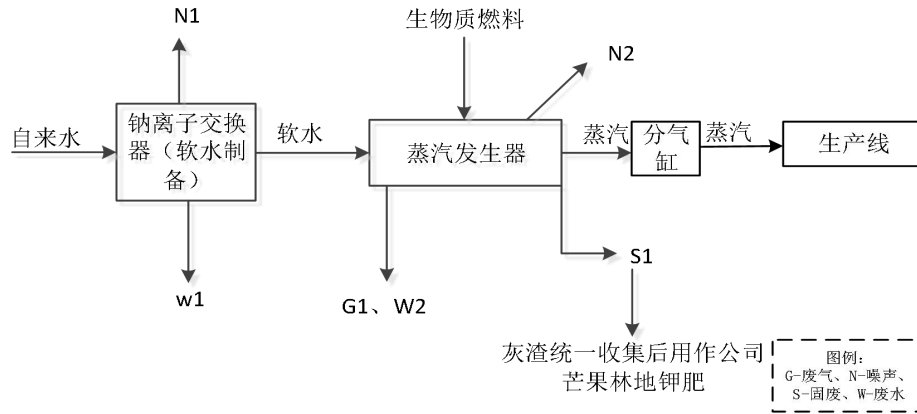 N1
生物质燃料
N2
自来水
钠离子交换
器（软水制
备）
软水
蒸汽发生器
蒸汽
分气
缸
蒸汽
生产线
w1
G1、W2
S1
灰渣统一收集后用作公司
芒果林地钾肥
图例：
G-废气、N-噪声、
S-固废、W-废水